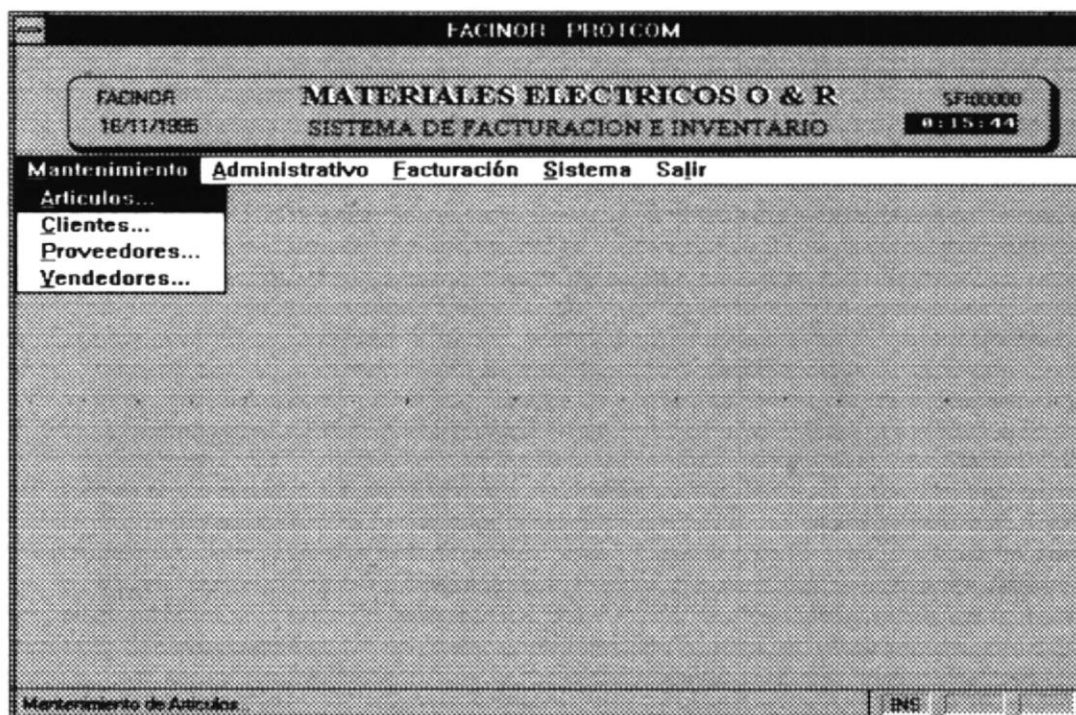 FACINOR PROTCOM
FACINOR MATERIALES ELECTRICOS O & R SFI00000
16/11/1995 SISTEMA DE FACTURACION E INVENTARIO 0:15:44
Mantenimiento Administrativo Facturación Sistema Salir
Articulos...
Clientes...
Proveedores...
Vendedores...
Mantenimiento de Articulos... INS